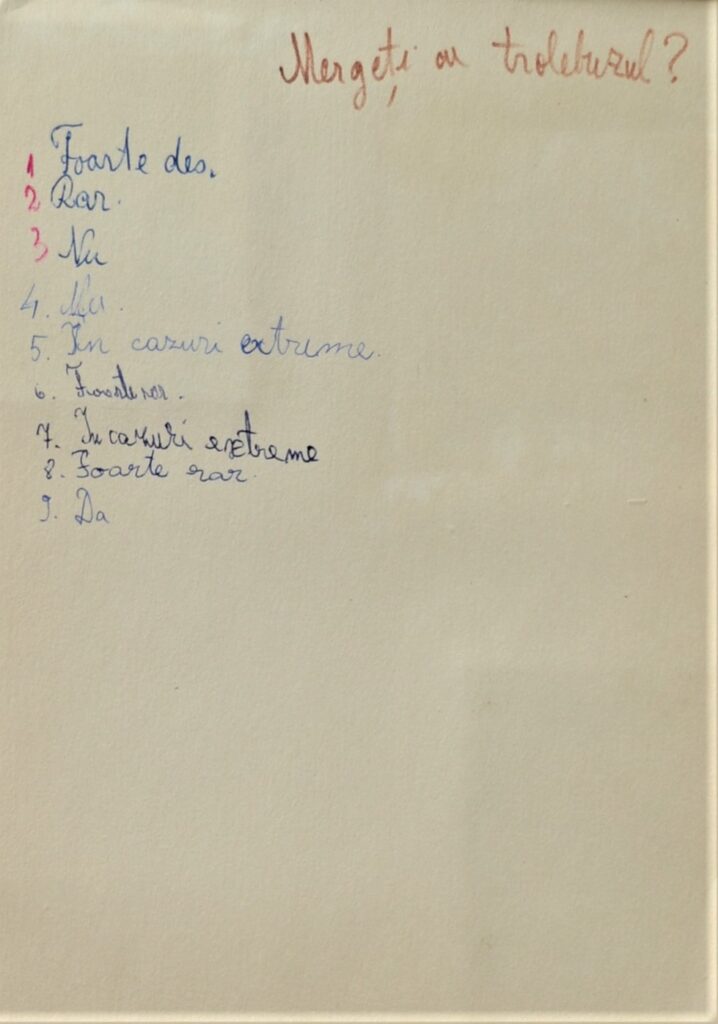 Mergeți cu trolebuzul?
1 Foarte des.
2 Rar.
3 Nu
4. Nu.
5. În cazuri extreme.
6. Foarte rar.
7. În cazuri extreme
8. Foarte rar.
9. Da